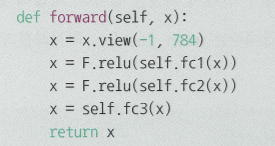 def forward(self, x):
    x = x.view(-1, 784)
    x = F.relu(self.fc1(x))
    x = F.relu(self.fc2(x))
    x = self.fc3(x)
    return x